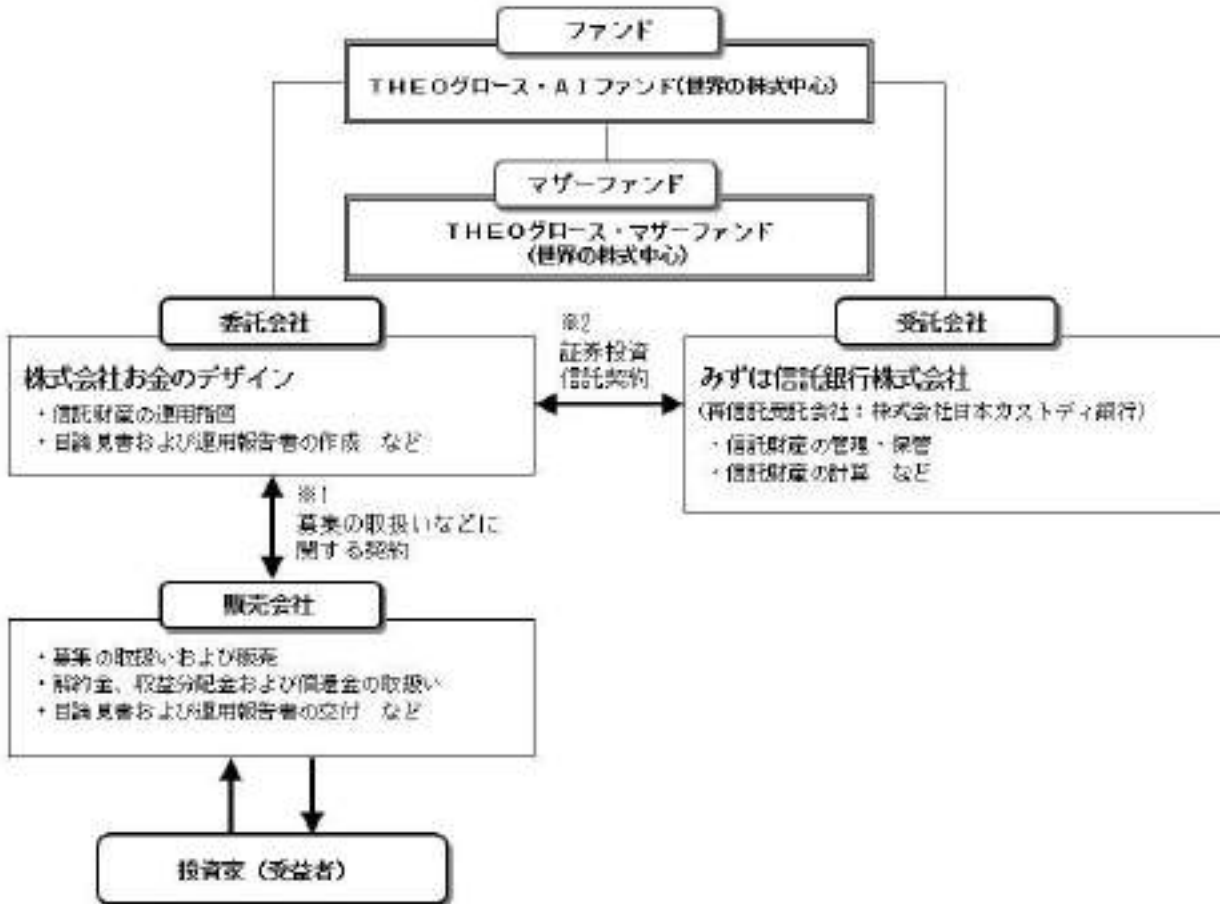 ファンド
THEOグロース・AIファンド(世界の株式中心)
マザーファンド
THEOグロース・マザーファンド
(世界の株式中心)
委託会社
株式会社お金のデザイン
・信託財産の運用指図
・目論見書および運用報告書の作成 など
※2
証券投資
信託契約
受託会社
みずほ信託銀行株式会社
(再信託受託会社:株式会社日本カストディ銀行)
・信託財産の管理・保管
・信託財産の計算 など
※1
募集の取扱いなどに
関する契約
販売会社
・募集の取扱いおよび販売
・解約金、収益分配金および償還金の取扱い
・目論見書および運用報告書の交付 など
投資家(受益者)